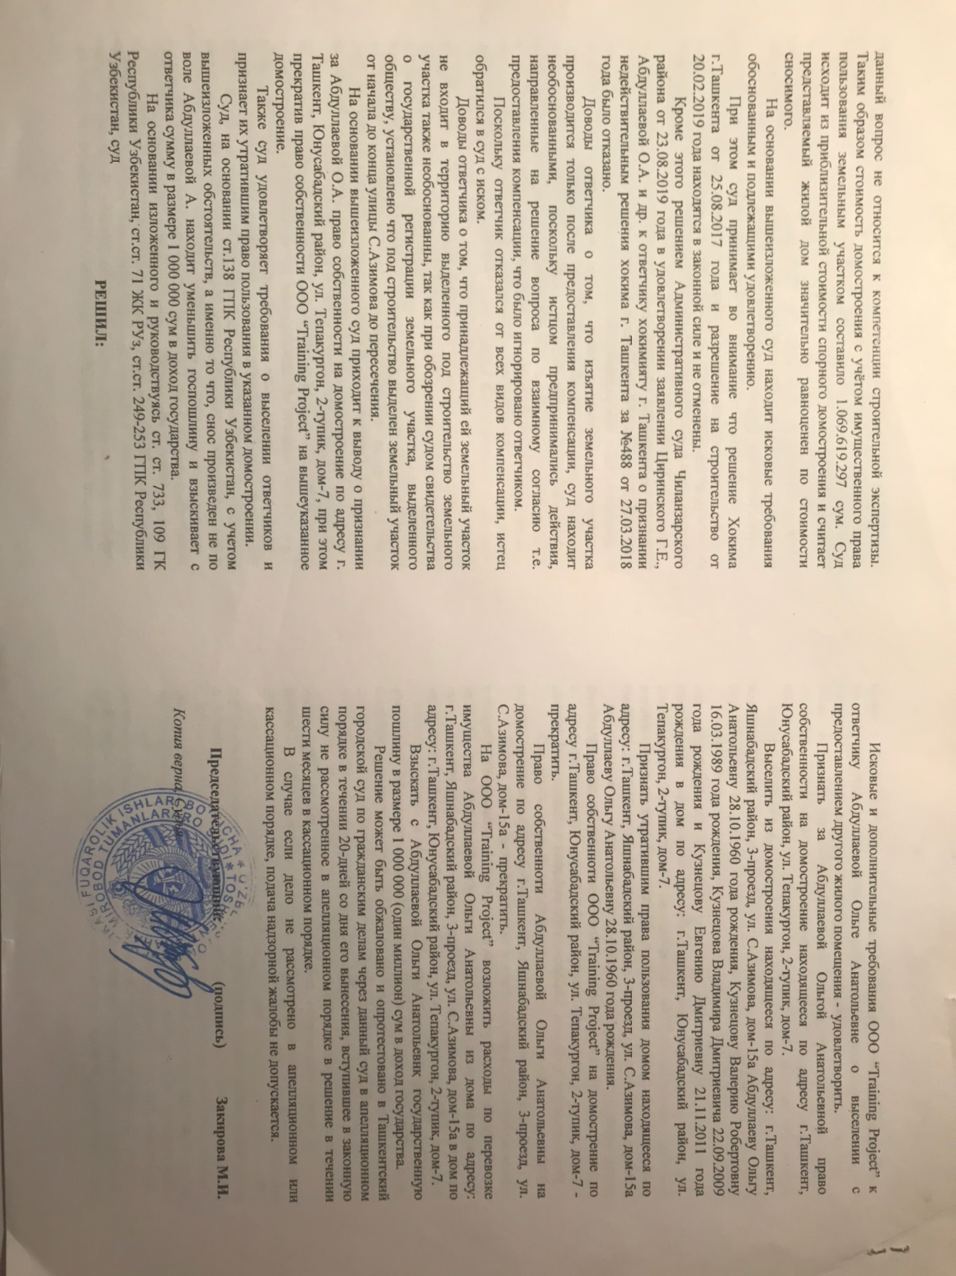 данный вопрос не относится к компетенции строительной экспертизы.
Таким образом стоимость домостроения с учётом имущественного права
пользования земельным участком составило 1.069.619.297 сум. Суд
исходит из приблизительной стоимости спорного домостроения и считает
представляемый жилой дом значительно равноценен по стоимости
сносимого.
На основании вышеизложенного суд находит исковые требования
обоснованным и подлежащими удовлетворению.
При этом суд принимает во внимание что решение Хокима
г.Ташкента от 25.08.2017 года и разрешение на строительство от
20.02.2019 года находятся в законной силе и не отменены.
Кроме этого решением Административного суда Чиланзарского
района от 23.08.2019 года в удовлетворении заявлении Циринского Г.Е.,
Абдуллаевой О.А. и др. к ответчику хокимияту г. Ташкента о признании
недействительным решения хокима г. Ташкента за №488 от 27.03.2018
года было отказано.
Доводы ответчика о том, что изъятие земельного участка
производится только после предоставления компенсации, суд находит
необоснованными, поскольку истцом предпринимались действия,
направленные на решение вопроса по взаимному согласию т.е.
предоставления компенсации, что было игнорировано ответчиком.
Поскольку ответчик отказался от всех видов компенсации, истец
обратился в суд с иском.
Доводы ответчика о том, что принадлежащий ей земельный участок
не входит в территорию выделенного под строительство земельного
участка также необоснованны, так как при обозрении судом свидетельства
о государственной регистрации земельного участка, выделенного
обществу, установлено что под строительство выделен земельный участок
от начала до конца улицы С.Азимова до пересечения.
На основании вышеизложенного суд приходит к выводу о признании
за Абдуллаевой О.А. право собственности на домостроение по адресу г.
Ташкент, Юнусабадский район, ул. Тепакургон, 2-тупик, дом-7, при этом
прекратив право собственности ООО "Training Project" на вышеуказанное
домостроение.
Также суд удовлетворяет требования о выселении ответчиков и
признает их утратившим право пользования в указанном домостроении.
Суд, на основании ст.138 ГПК Республики Узбекистан, с учетом
вышеизложенных обстоятельств, а именно то что, снос произведен не по
воле Абдуллаевой А. находит уменьшить госпошлину и взыскивает с
ответчика сумму в размере 1 000 000 сум в доход государства.
На основании изложенного и руководствуясь ст. ст. 733, 109 ГК
Республики Узбекистан, ст.ст. 71 ЖК РУз, ст.ст. 249-253 ГПК Республики
Узбекистан, суд
РЕШИЛ:
Исковые и дополнительные требования ООО "Training Project" к
ответчику Абдуллаевой Ольге Анатольевне о выселении с
предоставлением другого жилого помещения - удовлетворить.
Признать за Абдуллаевой Ольгой Анатольевной право
собственности на домостроение находящееся по адресу г.Ташкент,
Юнусабадский район, ул. Тепакургон, 2-тупик, дом-7.
Выселить из домостроения находящееся по адресу: г.Ташкент,
Яшнабадский район, 3-проезд, ул. С.Азимова, дом-15а Абдуллаеву Ольгу
Анатольевну 28.10.1960 года рождения, Кузнецову Валерию Робертовну
16.03.1989 года рождения, Кузнецова Владимира Дмитриевича 22.09.2009
года рождения и Кузнецову Евгению Дмитриевну 21.11.2011 года
рождения в дом по адресу: г.Ташкент, Юнусабадский район, ул.
Тепакургон, 2-тупик, дом-7.
Признать утратившим права пользования домом находящееся по
адресу: г.Ташкент, Яшнабадский район, 3-проезд, ул. С.Азимова, дом-15а
Абдуллаеву Ольгу Анатольевну 28.10.1960 года рождения.
Право собственноти ООО "Training Project" на домострение по
адресу г.Ташкент, Юнусабадский район, ул. Тепакургон, 2-тупик, дом-7 -
прекратить.
Право собственноти Абдуллаевой Ольги Анатольевны на
домострение по адресу г.Ташкент, Яшнабадский район, 3-проезд, ул.
С.Азимова, дом-15а - прекратить.
На ООО "Training Project" возложить расходы по перевозке
имущества Абдуллаевой Ольги Анатольевны из дома по адресу:
г.Ташкент, Яшнабадский район, 3-проезд, ул. С.Азимова, дом-15а в дом по
адресу: г.Ташкент, Юнусабадский район, ул. Тепакургон, 2-тупик, дом-7.
Взыскать с Абдуллаевой Ольги Анатольевнк государственную
пошлину в размере 1 000 000 (один миллион) сум в доход государства.
Решение может быть обжаловано и опротестовано в Ташкентский
городской суд по гражданским делам через данный суд в апелляционном
порядке в течении 20-дней со дня его вынесения, вступившее в законную
силу не рассмотренное в апелляционном порядке в решение в течении
шести месяцев в кассационном порядке.
В случае если дело не рассмотрено в апелляционном или
кассационном порядке, подача надзорной жалобы не допускается.
Председательствующий: (подпись) Закирова М.И.
Копия верна